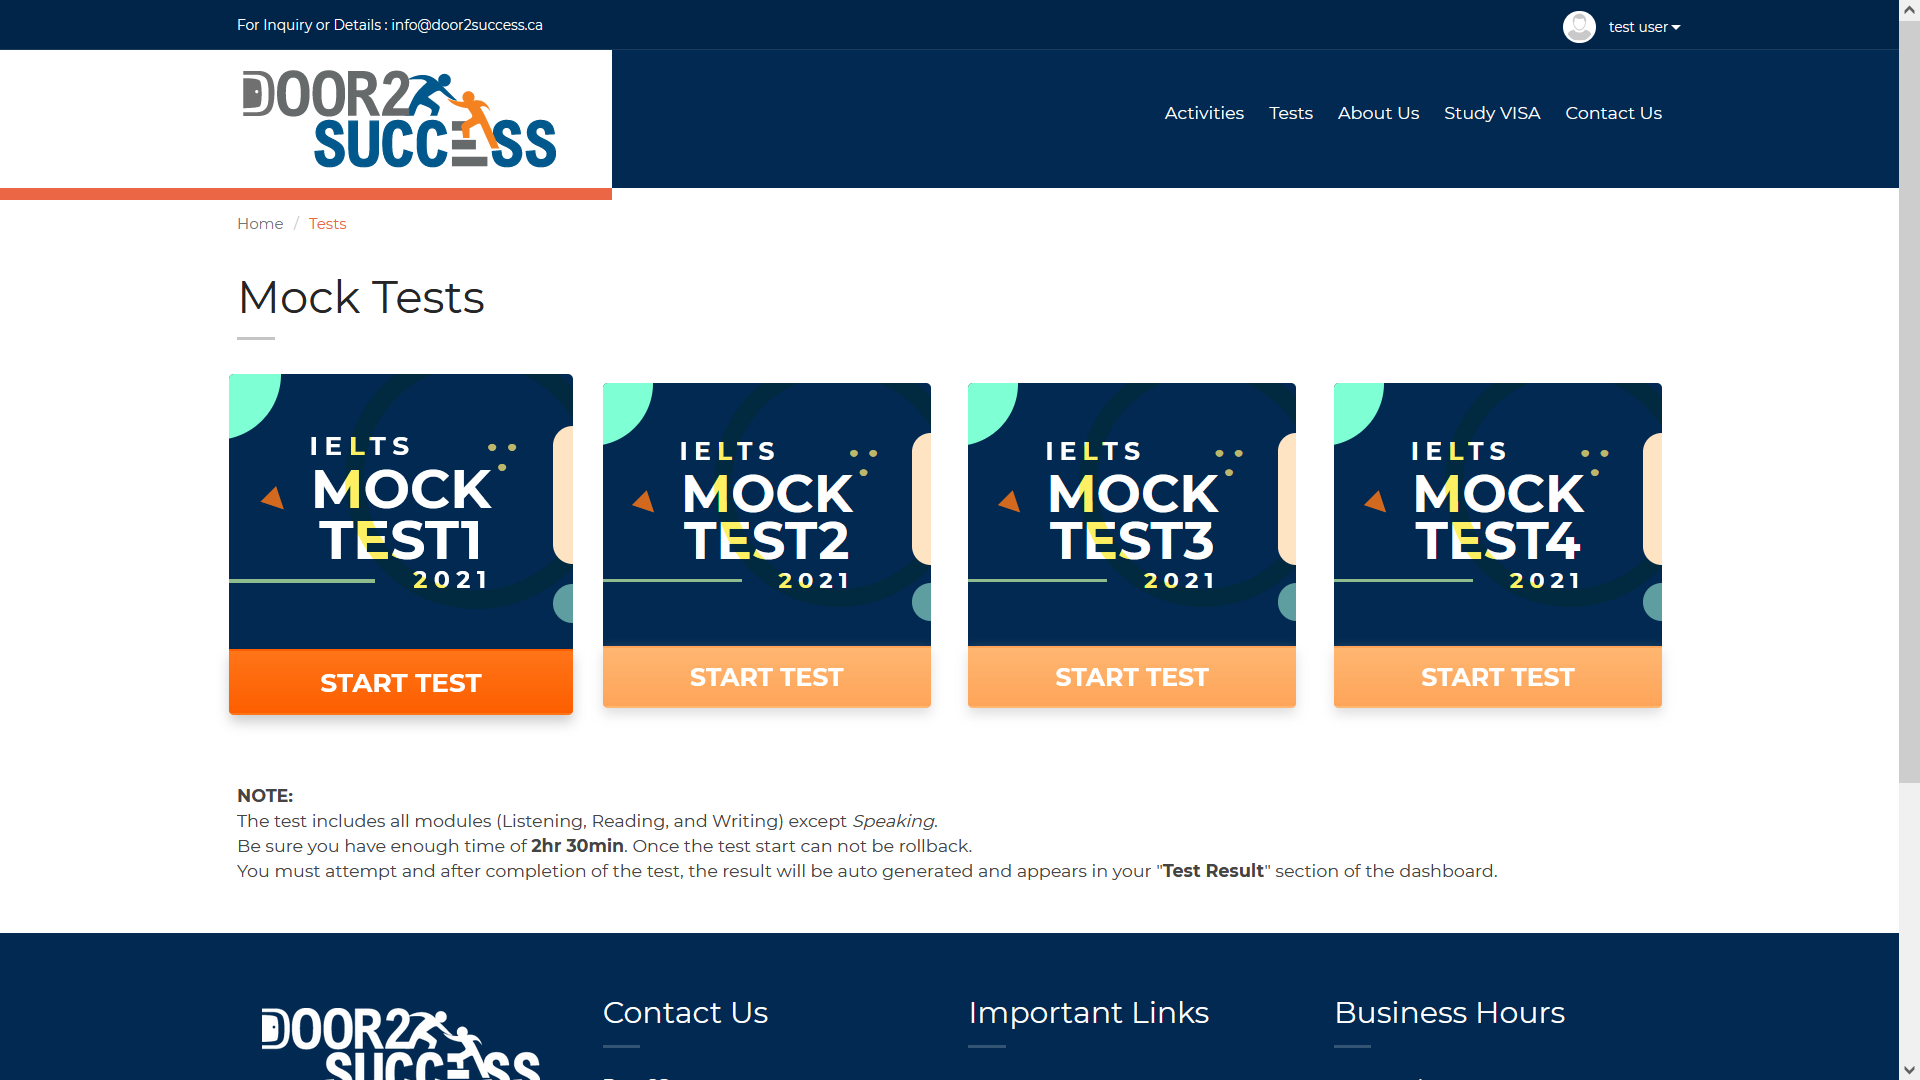 For Inquiry or Details : info@door2success.ca
test user
DOOR2
SUCCESS
Activities
Tests
About Us
Study VISA
Contact Us
Home / Tests
Mock Tests
IELTS
MOCK
TEST1
2021
START TEST
IELTS
MOCK
TEST2
2021
START TEST
IELTS
MOCK
TEST3
2021
START TEST
IELTS
MOCK
TEST4
2021
START TEST
NOTE:
The test includes all modules (Listening, Reading, and Writing) except Speaking.
Be sure you have enough time of 2hr 30min. Once the test start can not be rollback.
You must attempt and after completion of the test, the result will be auto generated and appears in your "Test Result" section of the dashboard.
DOOR2
SUCCESS
Contact Us
Important Links
Business Hours